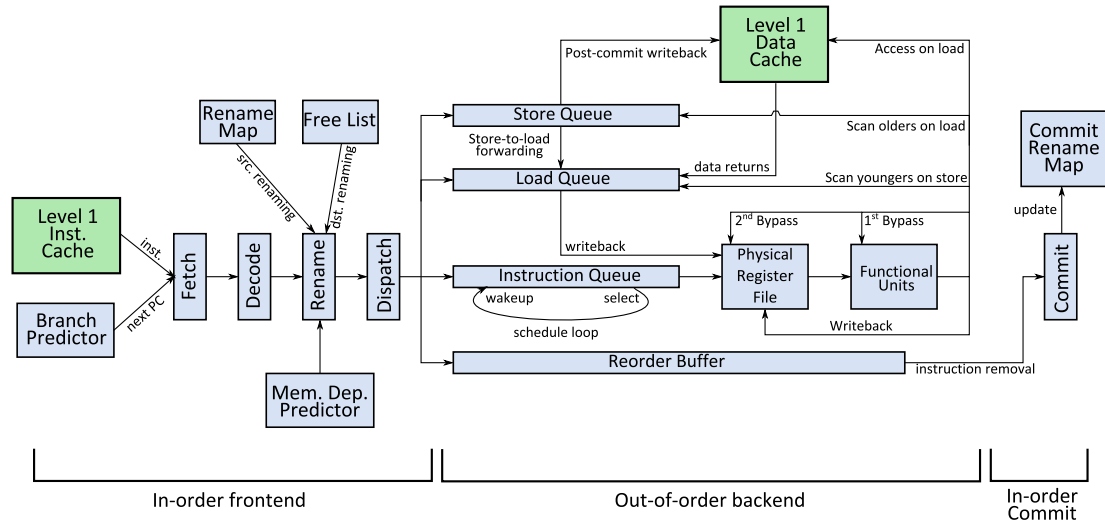 Level 1
Data
Cache
Post-commit writeback
Access on load
Rename
Map
Free List
Store Queue
Store-to-load
forwarding
Scan olders on load
Commit
Rename
Map
src. renaming
dst. renaming
data returns
Load Queue
Scan youngers on store
Level 1
Inst.
Cache
inst.
next PC
Branch
Predictor
Fetch
Decode
Rename
Dispatch
writeback
2nd Bypass
1st Bypass
update
Instruction Queue
wakeup
select
schedule loop
Physical
Register
File
Functional
Units
Writeback
Commit
Reorder Buffer
instruction removal
Mem. Dep.
Predictor
In-order frontend
Out-of-order backend
In-order
Commit